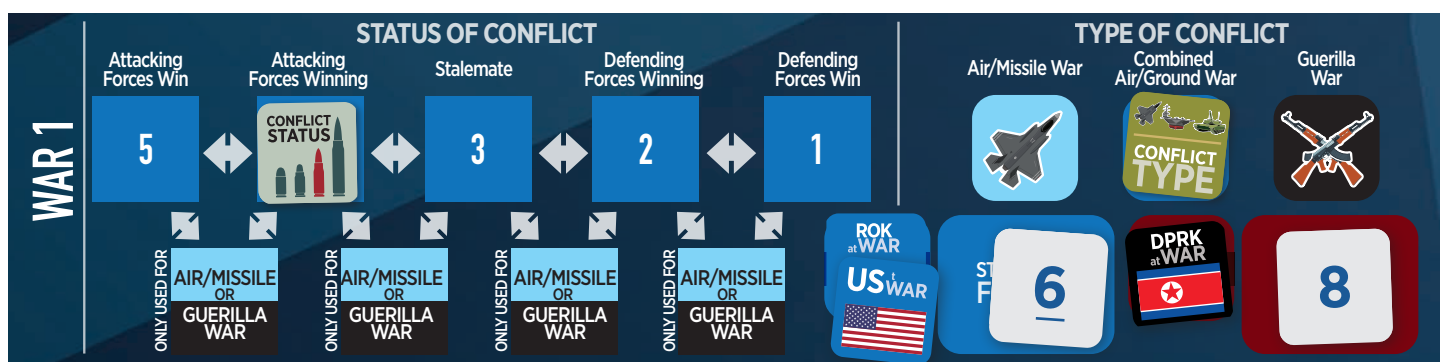 WAR 1
STATUS OF CONFLICT
Attacking
Forces Win
Attacking
Forces Winning
Stalemate
Defending
Forces Winning
Defending
Forces Win
5
CONFLICT
STATUS
3
2
1
ONLY USED FOR
AIR/MISSILE
OR
GUERILLA
WAR
ONLY USED FOR
AIR/MISSILE
OR
GUERILLA
WAR
ONLY USED FOR
AIR/MISSILE
OR
GUERILLA
WAR
ONLY USED FOR
AIR/MISSILE
OR
GUERILLA
WAR
TYPE OF CONFLICT
Air/Missile War
Combined
Air/Ground War
Guerilla
War
CONFLICT
TYPE
ROK
at WAR
US t WAR
ST
F
6
DPRK
at WAR
8